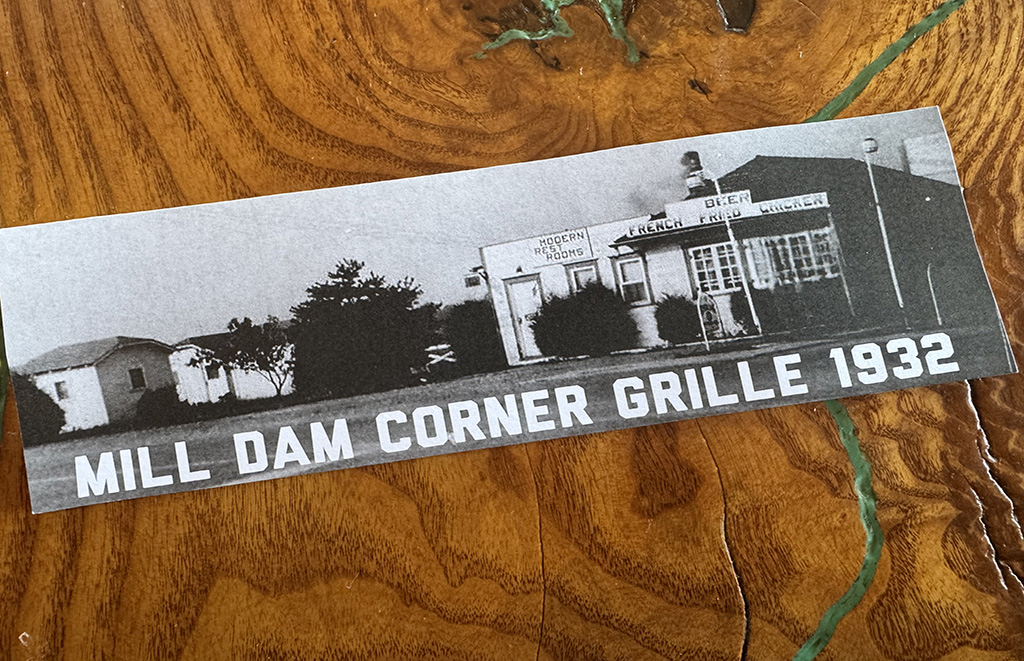 MODERN
REST
ROOMS
BEER
FRENCH FRIED CHICKEN
MILL DAM CORNER GRILLE 1932